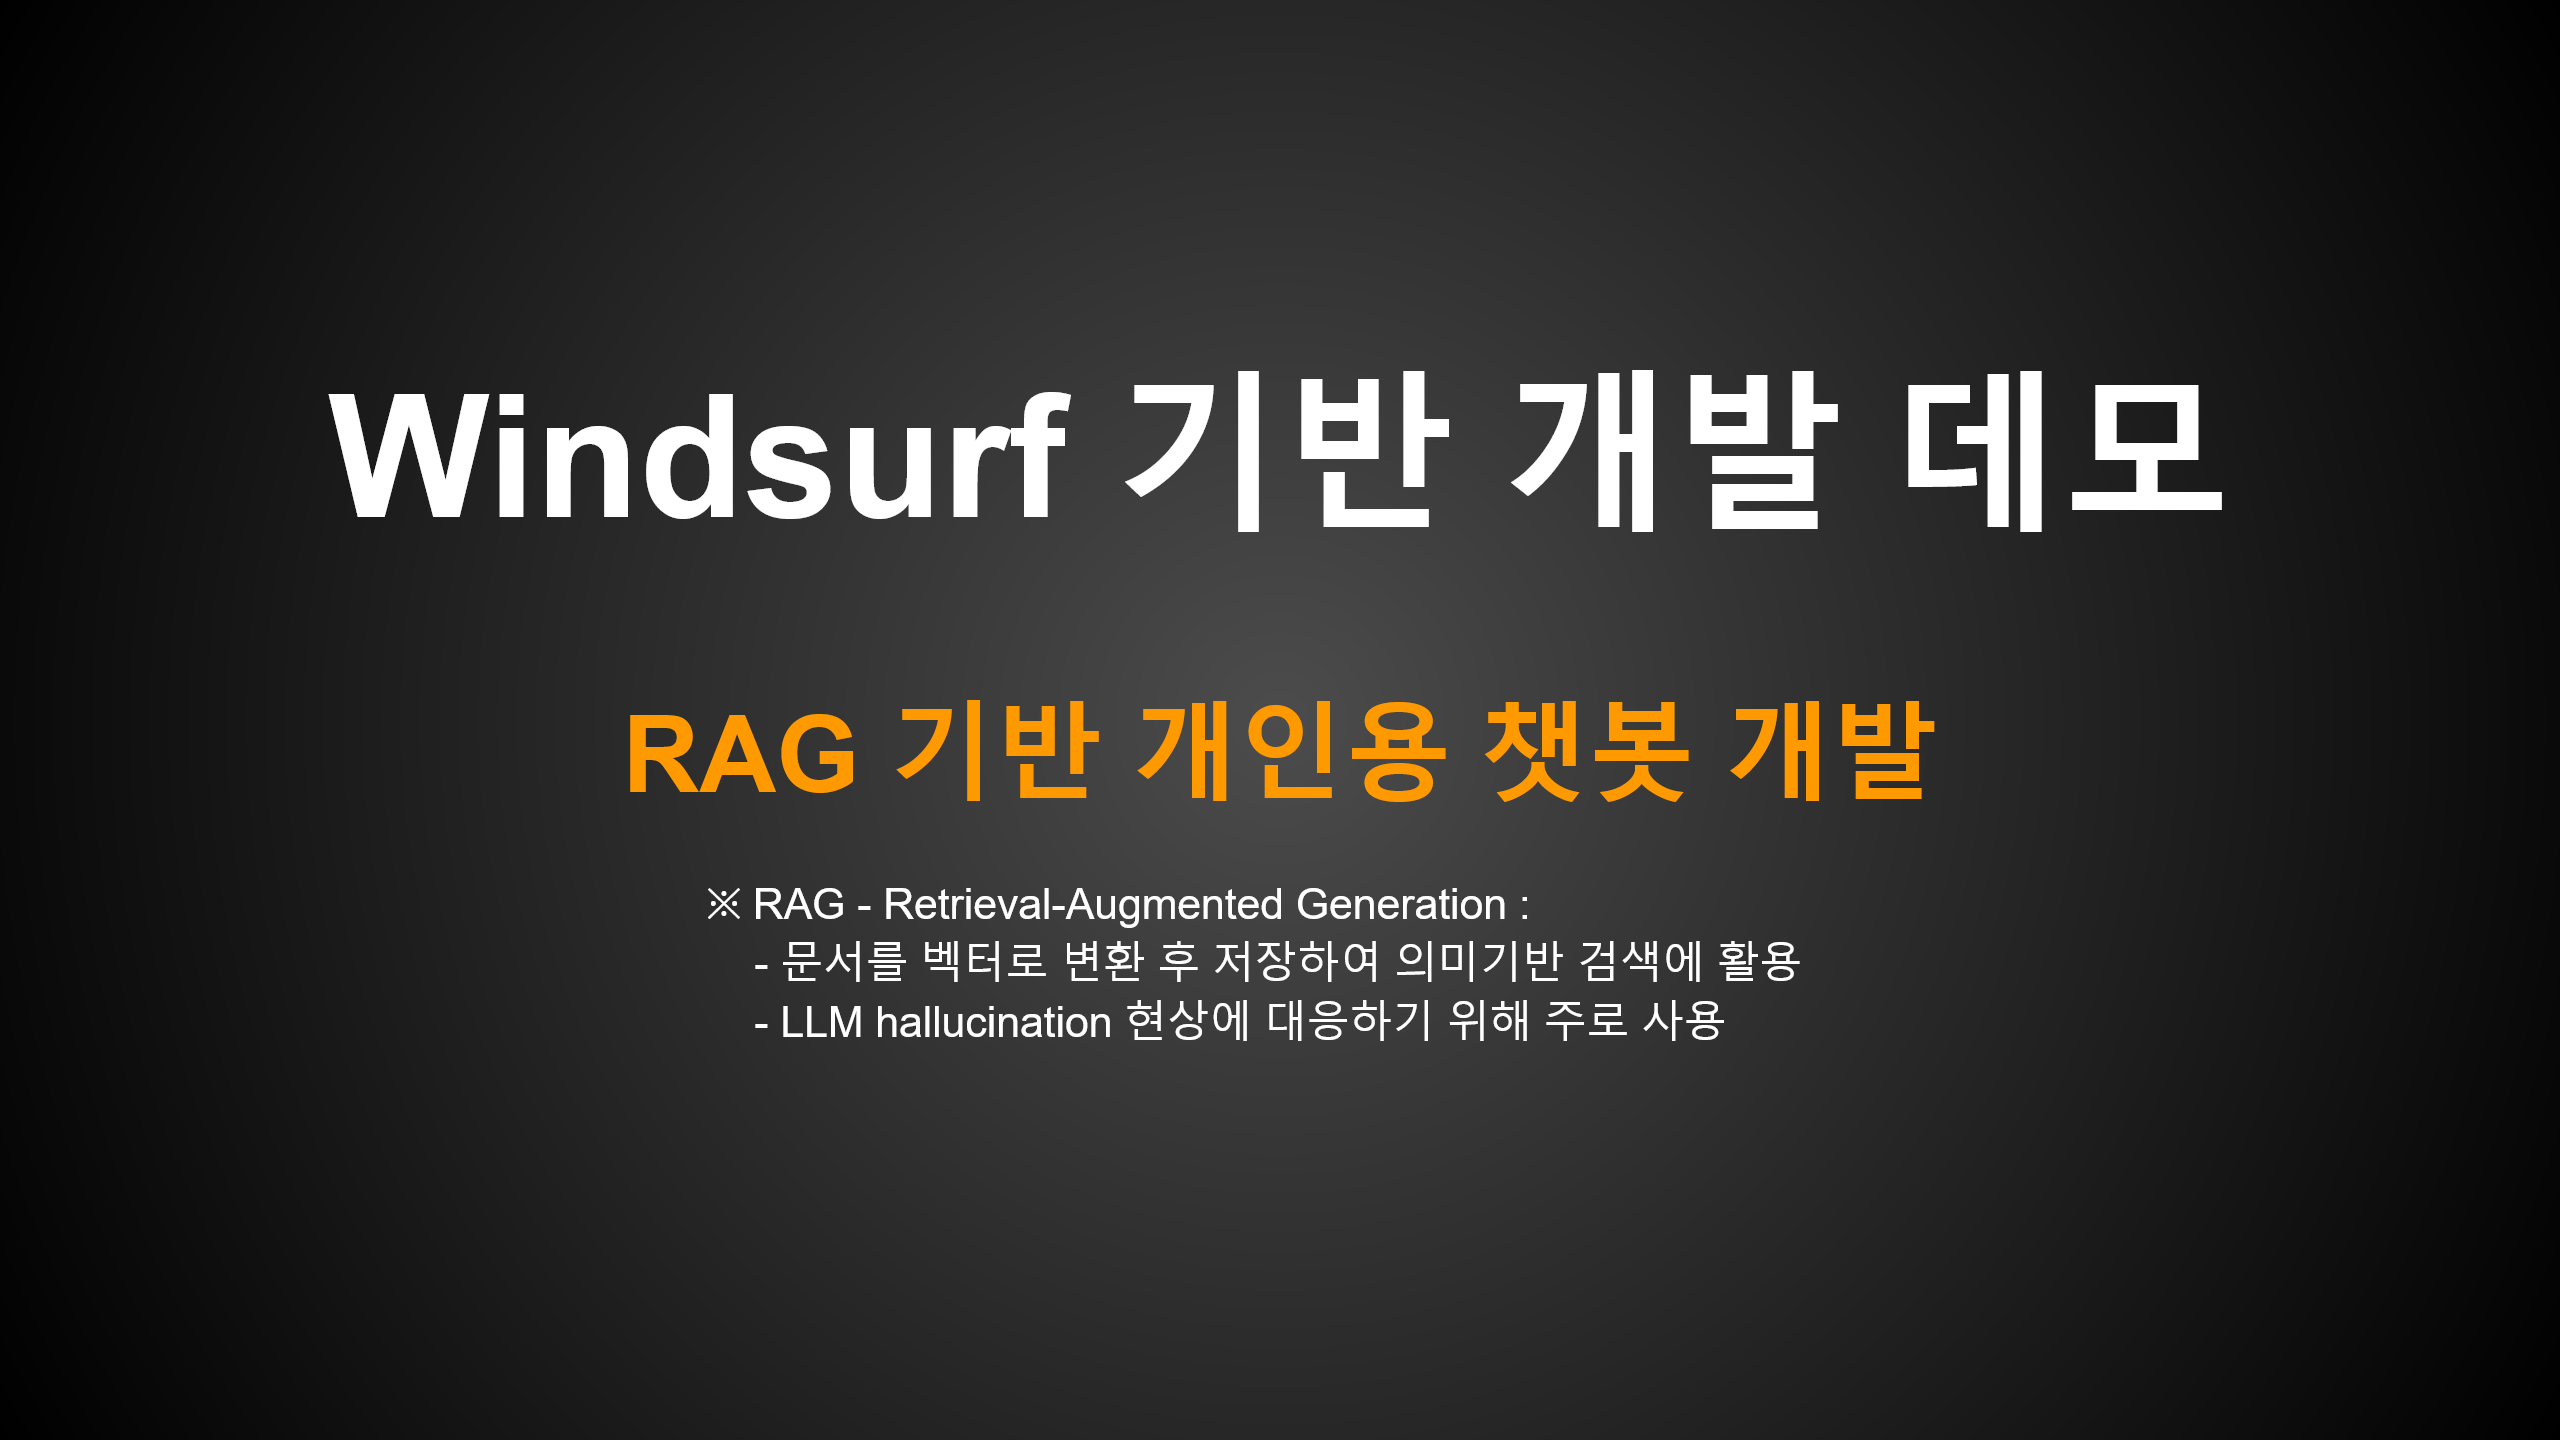 Windsurf 기반 개발 데모
RAG 기반 개인용 챗봇 개발
※ RAG - Retrieval-Augmented Generation :
- 문서를 벡터로 변환 후 저장하여 의미기반 검색에 활용
- LLM hallucination 현상에 대응하기 위해 주로 사용